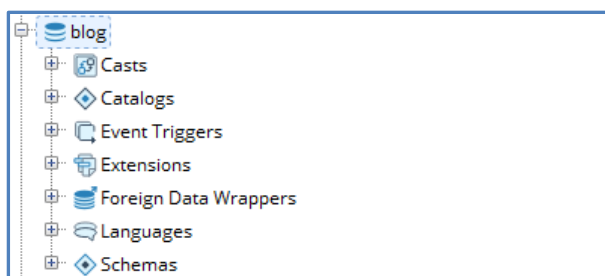 blog
Casts
Catalogs
Event Triggers
Extensions
Foreign Data Wrappers
Languages
Schemas